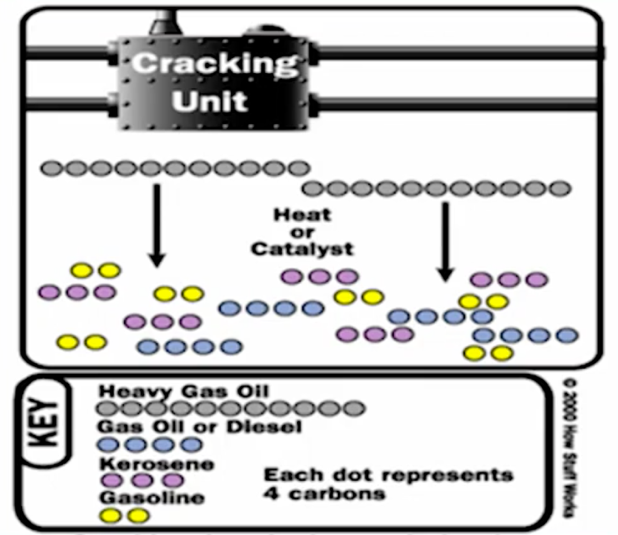 Cracking
Unit
Heat
or
Catalyst
KEY
Heavy Gas Oil
Gas Oil or Diesel
Kerosene
Gasoline
Each dot represents
4 carbons
© 2000 How Stuff Works